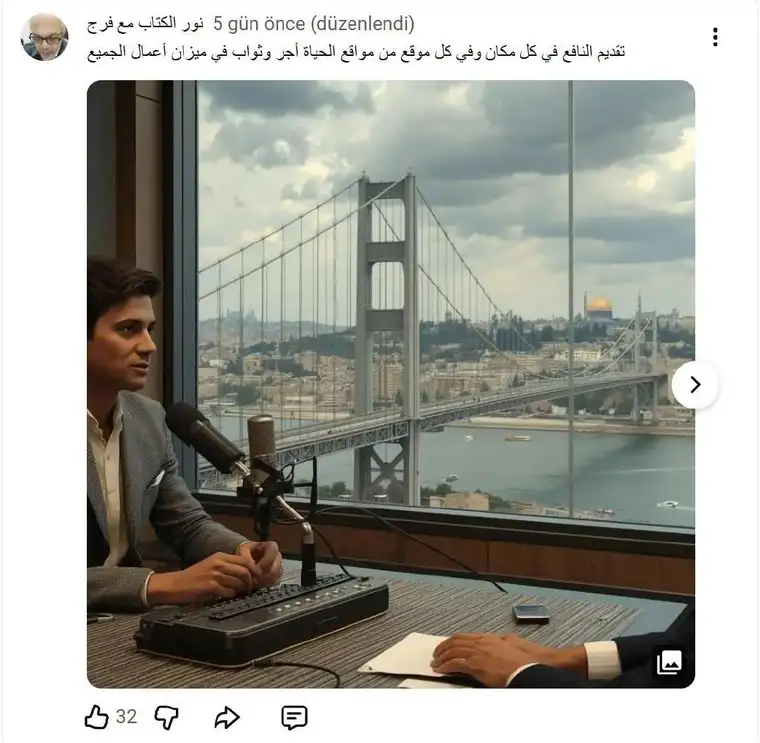 نور الكتاب مع فرج 5 gün önce (düzenlendi)
تقديم النافع في كل مكان وفي كل موقع من مواقع الحياة أجر وثواب في ميزان أعمال الجميع
32